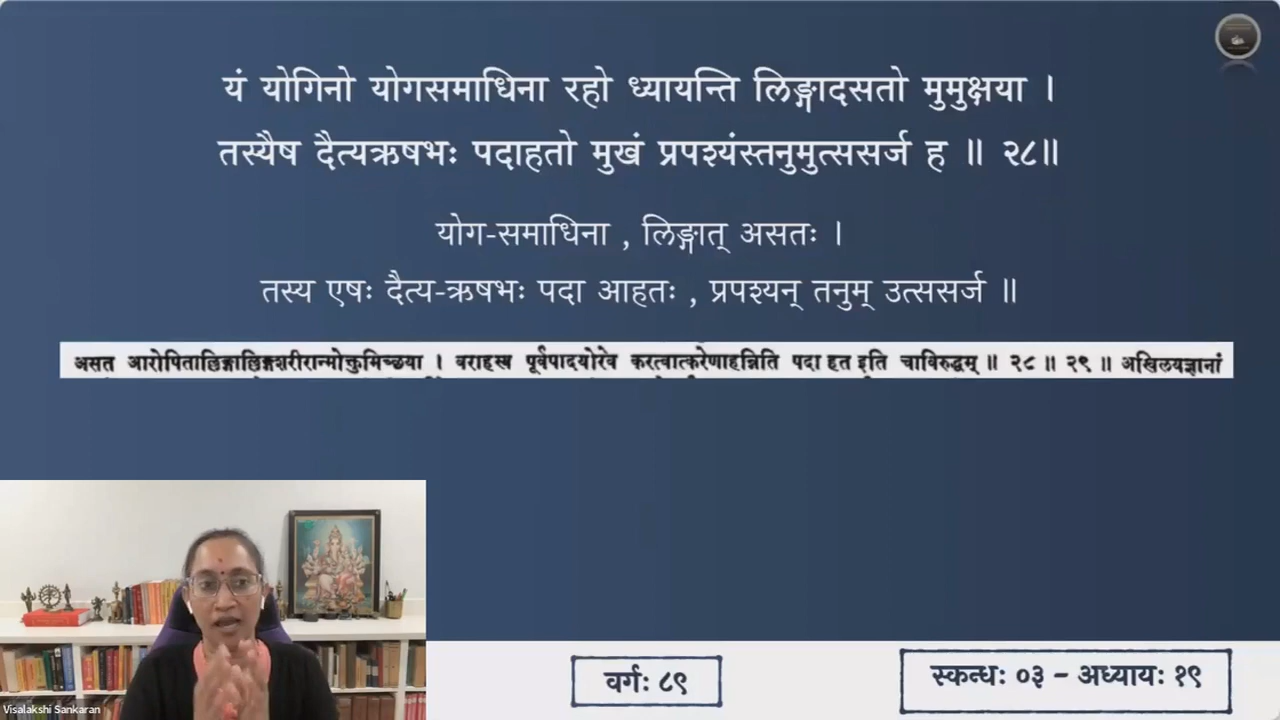 यं योगिनो योगसमाधिना रहो ध्यायन्ति लिङ्गादसतो मुमुक्षया ।
तस्यैष दैत्यऋषभः पदाहतो मुखं प्रपश्यंस्तनुमुत्ससर्ज ह ॥ २८॥
योग-समाधिना , लिङ्गात् असतः ।
तस्य एषः दैत्य-ऋषभः पदा आहतः , प्रपश्यन् तनुम् उत्ससर्ज ॥
असत आरोपिताल्लिङ्गाल्लिङ्गशरीरान्मोक्तुमिच्छया । वराहस्य पूर्वपादयोरेव करत्वात्करेणाहन्निति पदा हत इति चाविरुद्धम् ॥ २८ ॥ २९ ॥ अखिलयज्ञानां
Visalakshi Sankaran
वर्गः ८९
स्कन्धः ०३ - अध्यायः १९